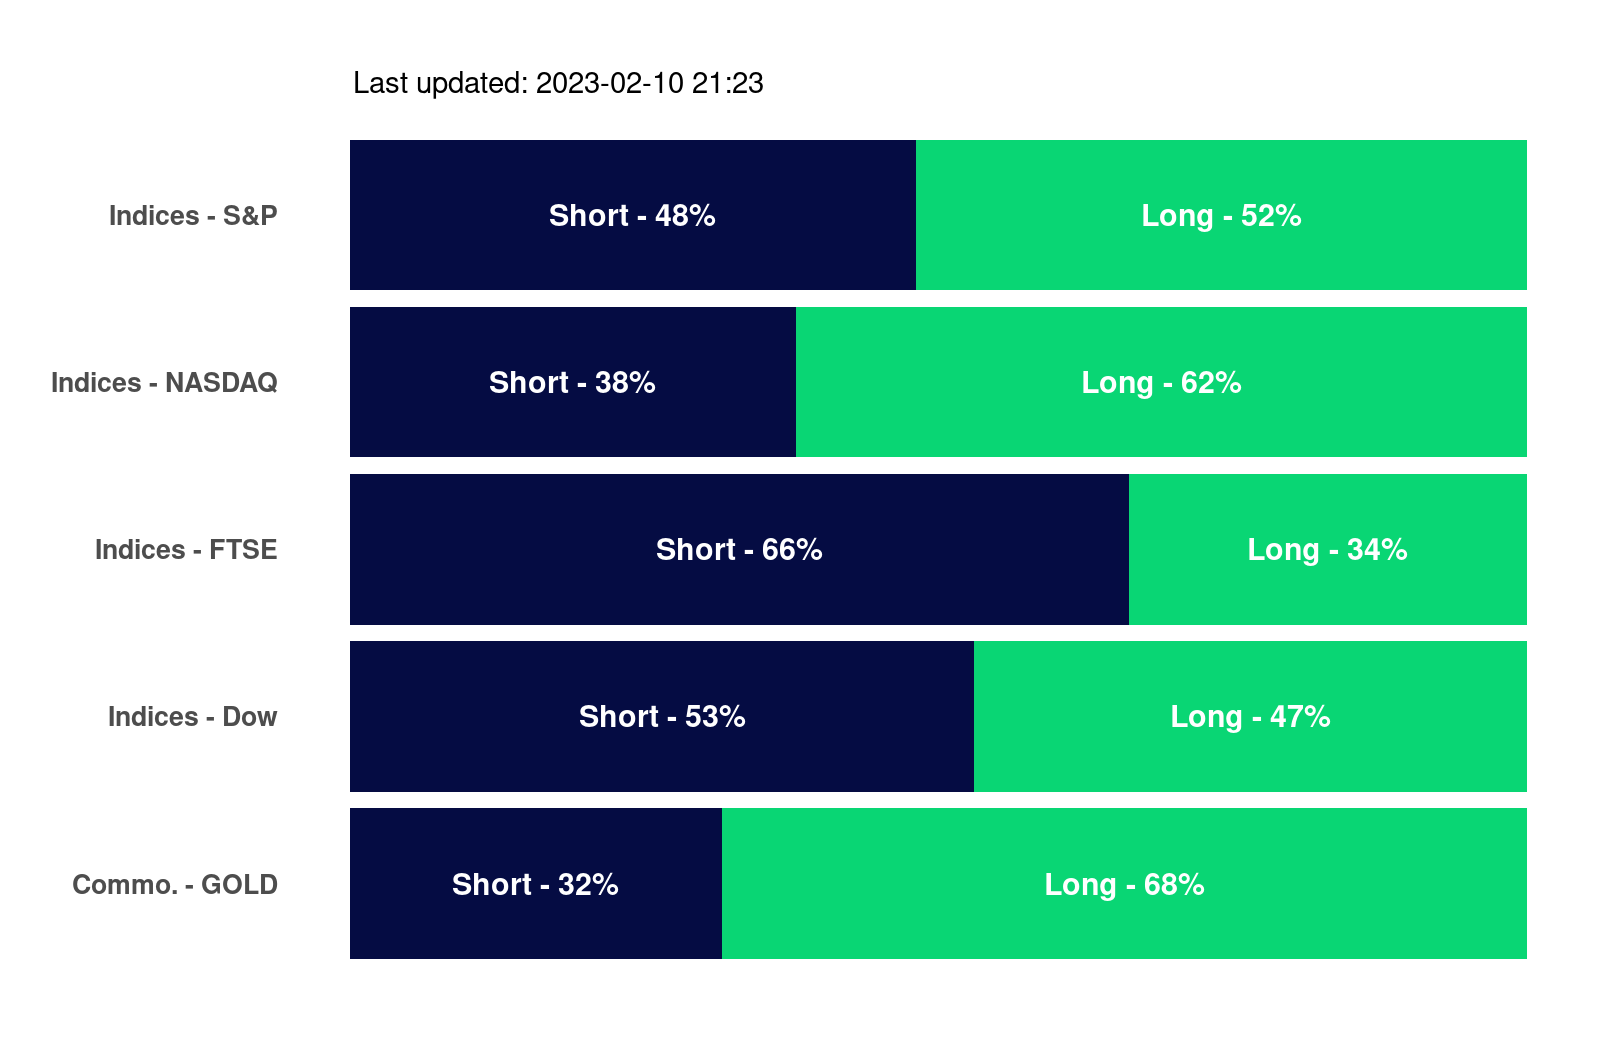 Last updated: 2023-02-10 21:23
Indices - S&P Short - 48% Long - 52%
Indices - NASDAQ Short - 38% Long - 62%
Indices - FTSE Short - 66% Long - 34%
Indices - Dow Short - 53% Long - 47%
Commo. - GOLD Short - 32% Long - 68%